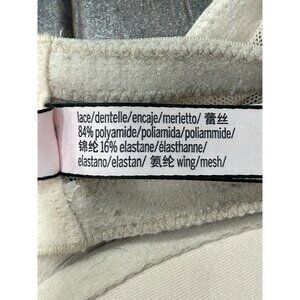 lace/dentelle/encaje/merletto/ 蕾丝
84% polyamide/poliamida/poliammide/
锦纶 16% elastane/élasthanne/
elastano/elastan/ 氨纶 wing/mesh/